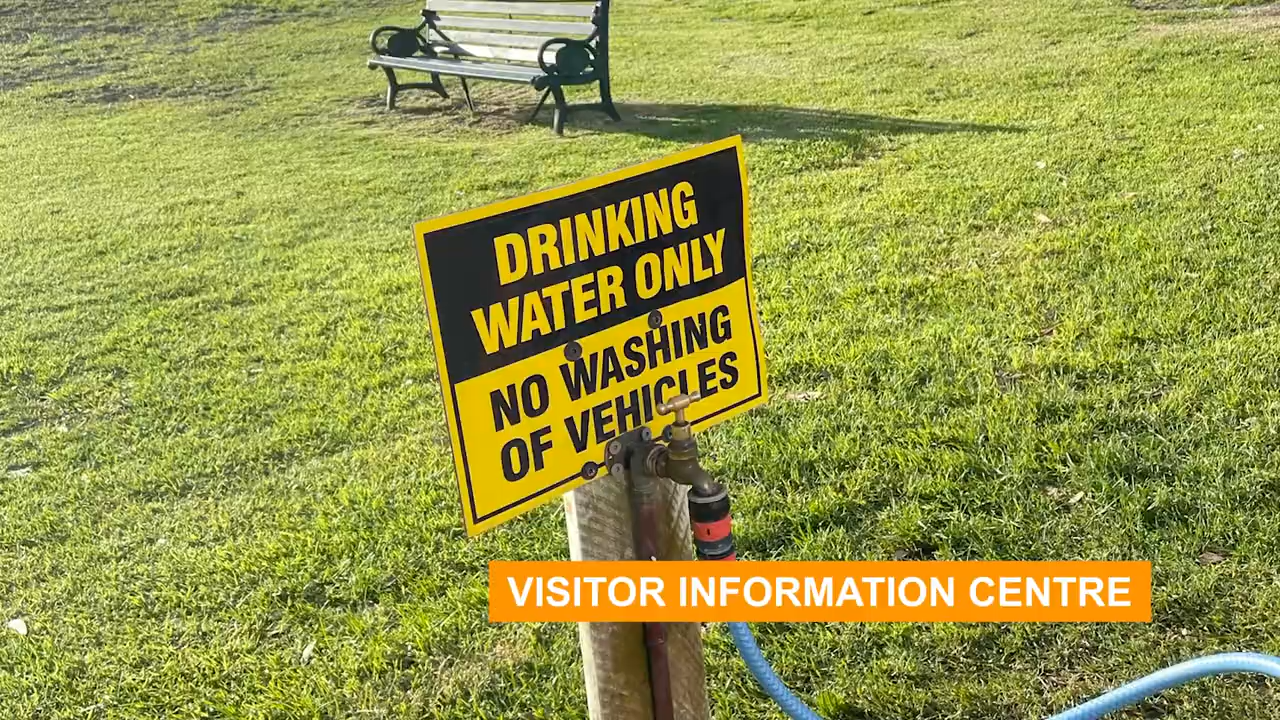 DRINKING
WATER ONLY
NO WASHING
OF VEHICLES
VISITOR INFORMATION CENTRE